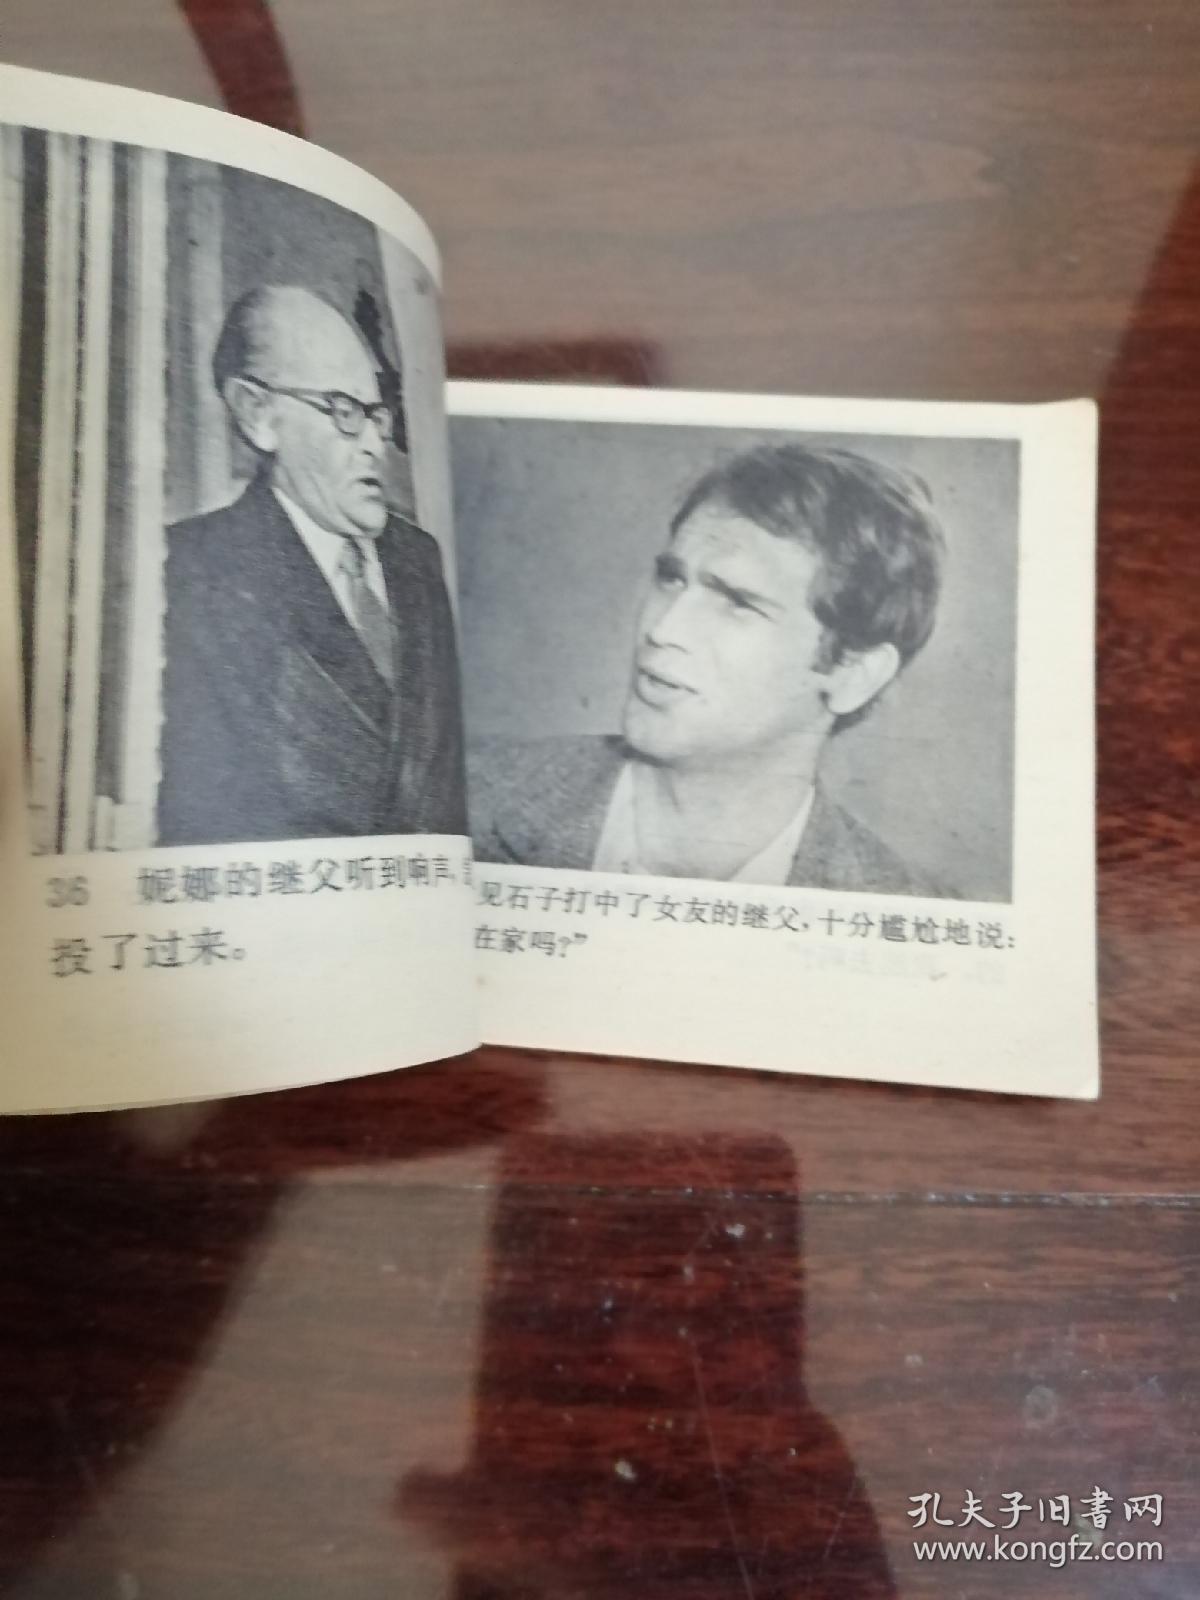 36 妮娜的继父听到响声,
投了过来。
见石子打中了女友的继父,十分尴尬地说:
在家吗?”
孔夫子旧书网
www.kongfz.com